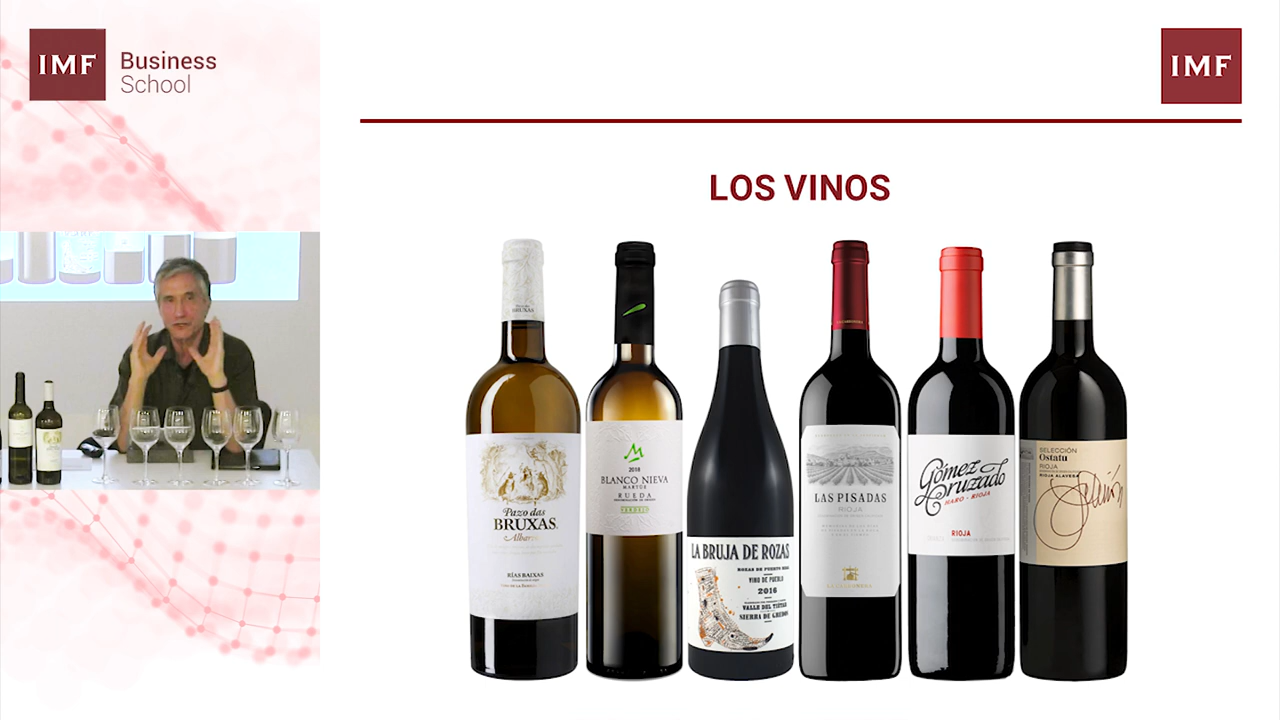 IMF
Business
School
IMF
LOS VINOS
Pazo das
BRUXAS
Albariño
RÍAS BAIXAS
M
2018
BLANCO NIEVA
MARTÚE
RUEDA
VERDEJO
LA BRUJA DE ROZAS
ROZAS DE PUERTO REAL
VINO DE PUEBLO
2016
VALLE DEL TIÉTAR
SIERRA DE GREDOS
LAS PISADAS
RIOJA
Gómez
Cruzado
HARO - RIOJA
RIOJA
SELECCIÓN
Ostatu
RIOJA
RIOJA ALAVESA